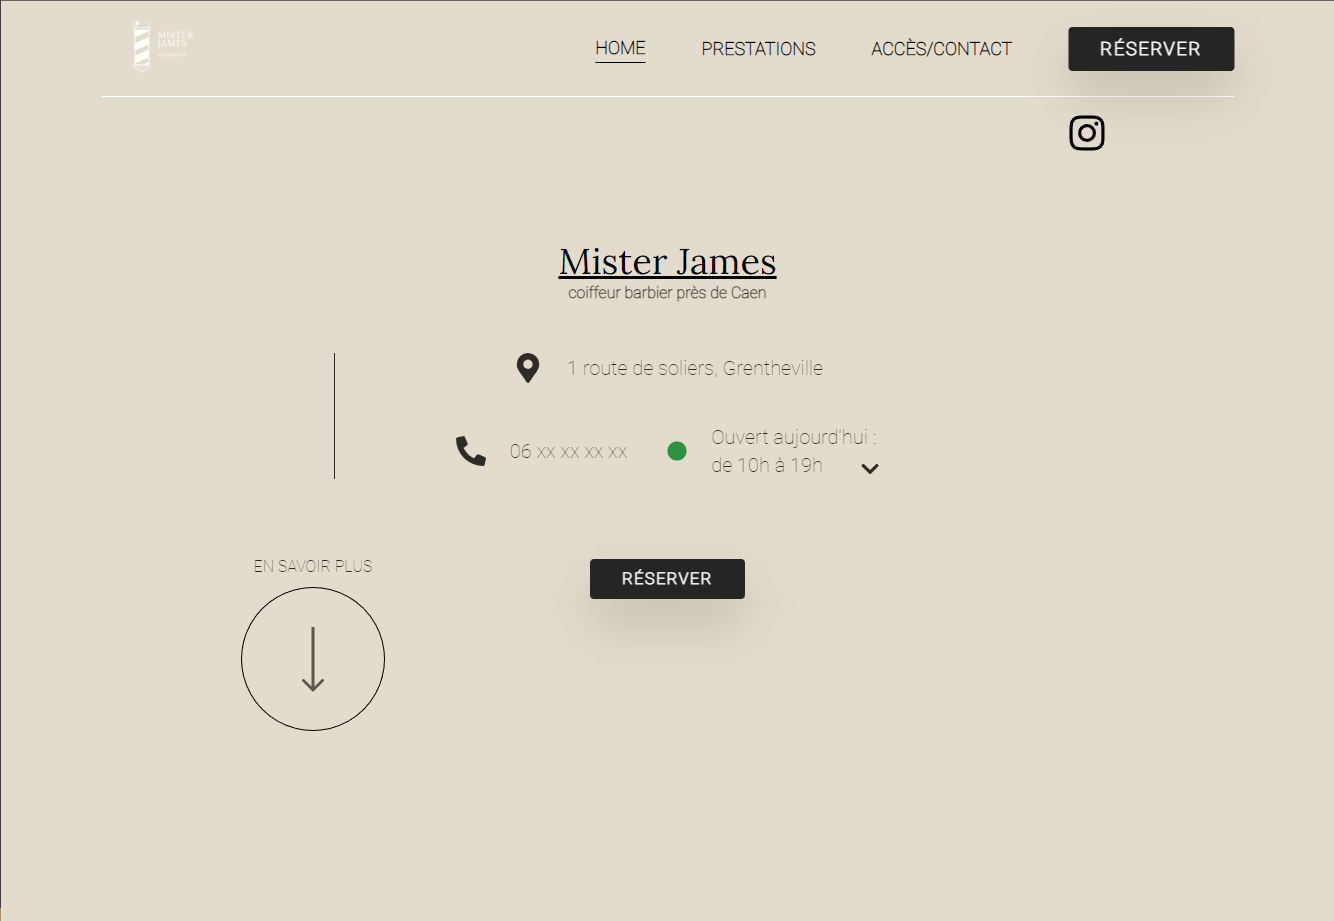 MISTER
JAMES
HOME
PRESTATIONS
ACCÈS/CONTACT
RÉSERVER
Mister James
coiffeur barbier près de Caen
1 route de soliers, Grentheville
06 xx xx xx xx
Ouvert aujourd'hui :
de 10h à 19h
EN SAVOIR PLUS
RÉSERVER